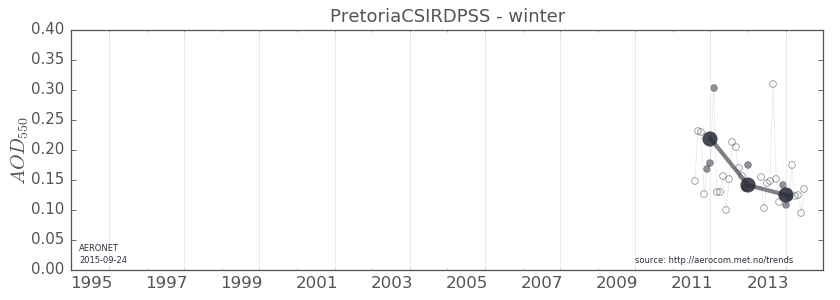 PretoriaCSIRDPSS - winter
0.40
0.35
0.30
0.25
0.20
0.15
0.10
0.05
0.00
AOD550
AERONET
2015-09-24
source: http://aerocom.met.no/trends
1995 1997 1999 2001 2003 2005 2007 2009 2011 2013